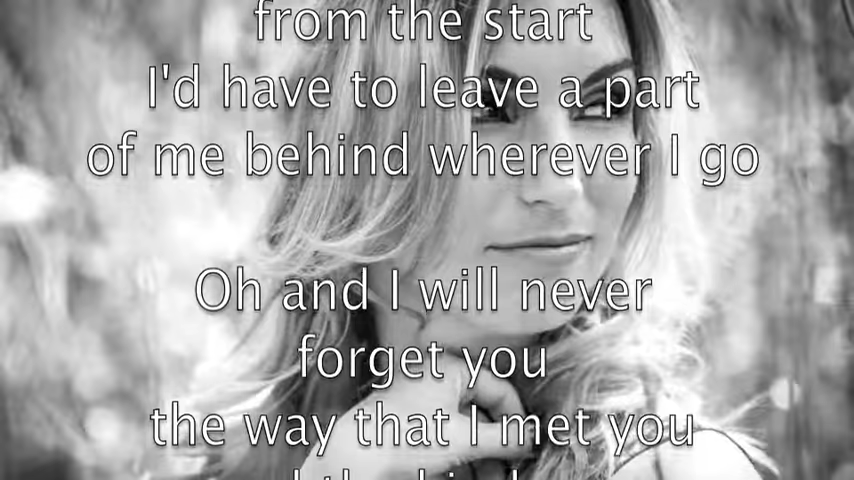 from the start
I'd have to leave a part
of me behind wherever I go
Oh and I will never
forget you
the way that I met you